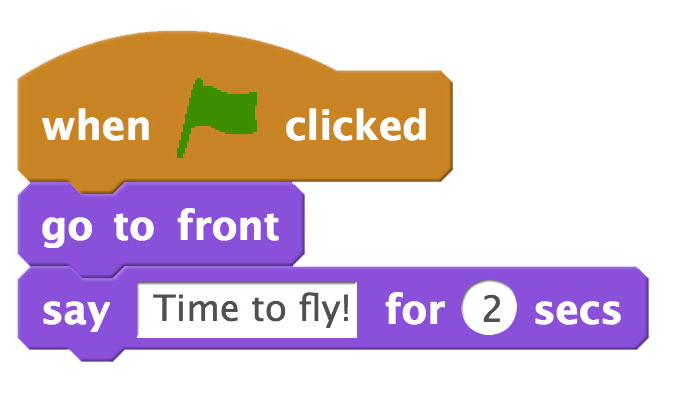 when clicked
go to front
say Time to fly! for 2 secs